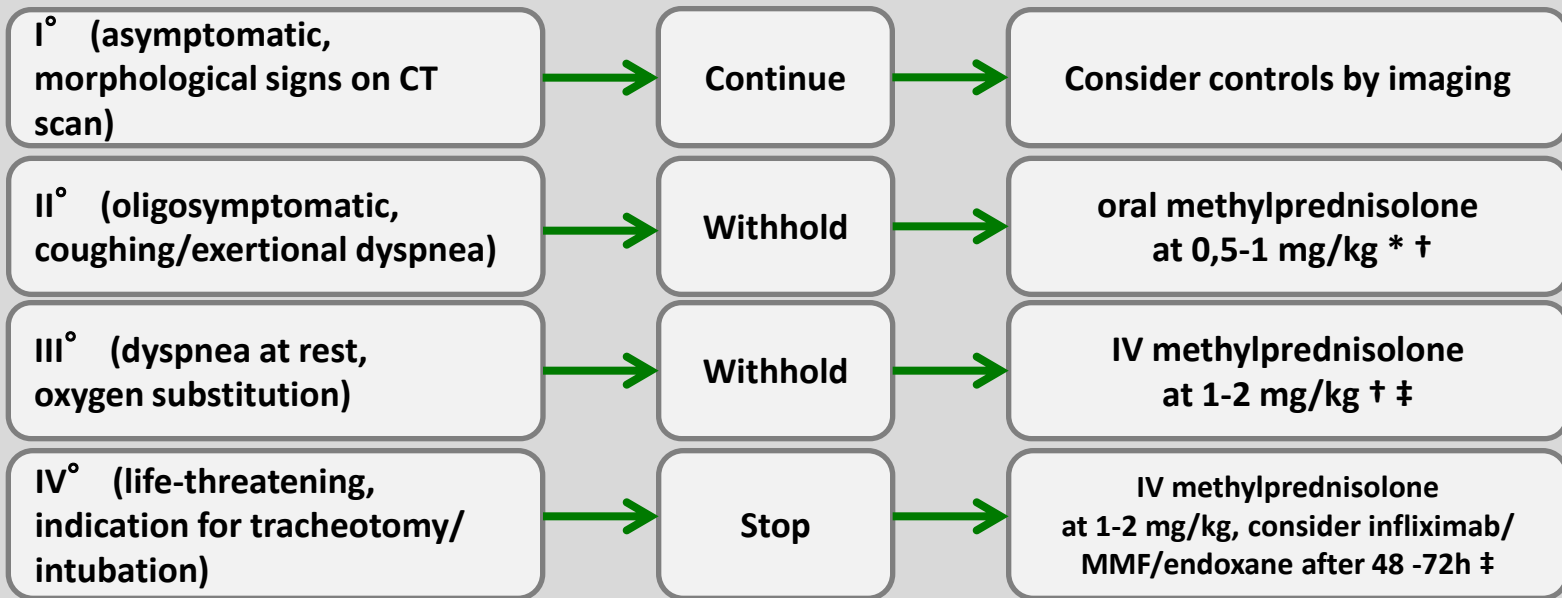 I° (asymptomatic,
morphological signs on CT
scan)
Continue
Consider controls by imaging
II° (oligosymptomatic,
coughing/exertional dyspnea)
Withhold
oral methylprednisolone
at 0,5-1 mg/kg * †
III° (dyspnea at rest,
oxygen substitution)
Withhold
IV methylprednisolone
at 1-2 mg/kg † ‡
IV° (life-threatening,
indication for tracheotomy/
intubation)
Stop
IV methylprednisolone
at 1-2 mg/kg, consider infliximab/
MMF/endoxane after 48 -72h ‡